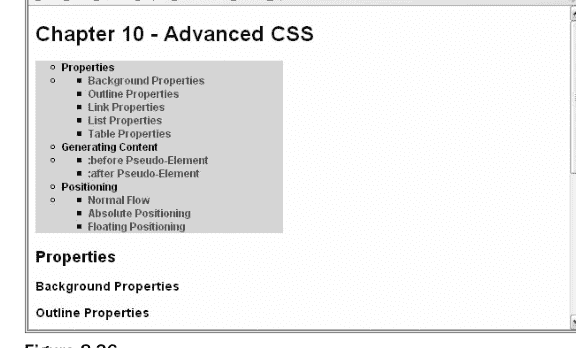 Chapter 10 - Advanced CSS
Properties
Background Properties
Outline Properties
Link Properties
List Properties
Table Properties
Generating Content
:before Pseudo-Element
:after Pseudo-Element
Positioning
Normal Flow
Absolute Positioning
Floating Positioning
Properties
Background Properties
Outline Properties